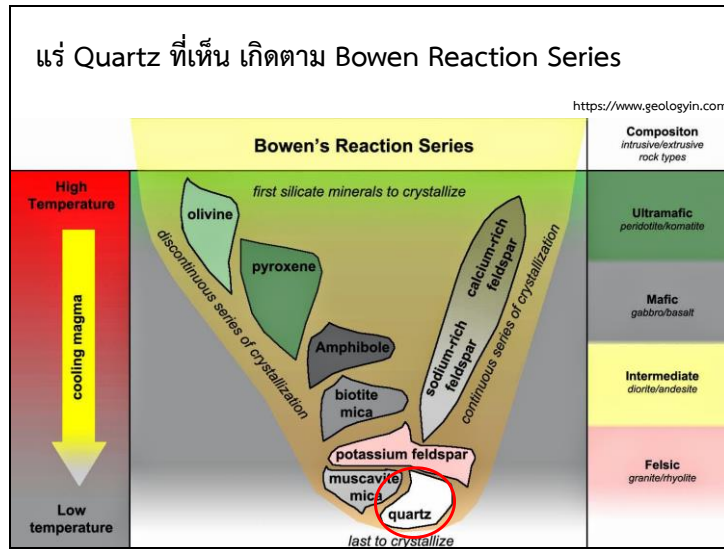 แร่ Quartz ที่เห็น เกิดตาม Bowen Reaction Series
https://www.geologyin.com
Bowen's Reaction Series
Compositon
intrusive/extrusive
rock types
High
Temperature
first silicate minerals to crystallize
olivine
pyroxene
discontinuous series of crystallization
calcium-rich
feldspar
sodium-rich
feldspar
continuous series of crystallization
Ultramafic
peridotite/komatite
cooling magma
Amphibole
Mafic
gabbro/basalt
biotite
mica
Intermediate
diorite/andesite
potassium feldspar
muscavite
mica
quartz
Felsic
granite/rhyolite
Low
temperature
last to crystallize